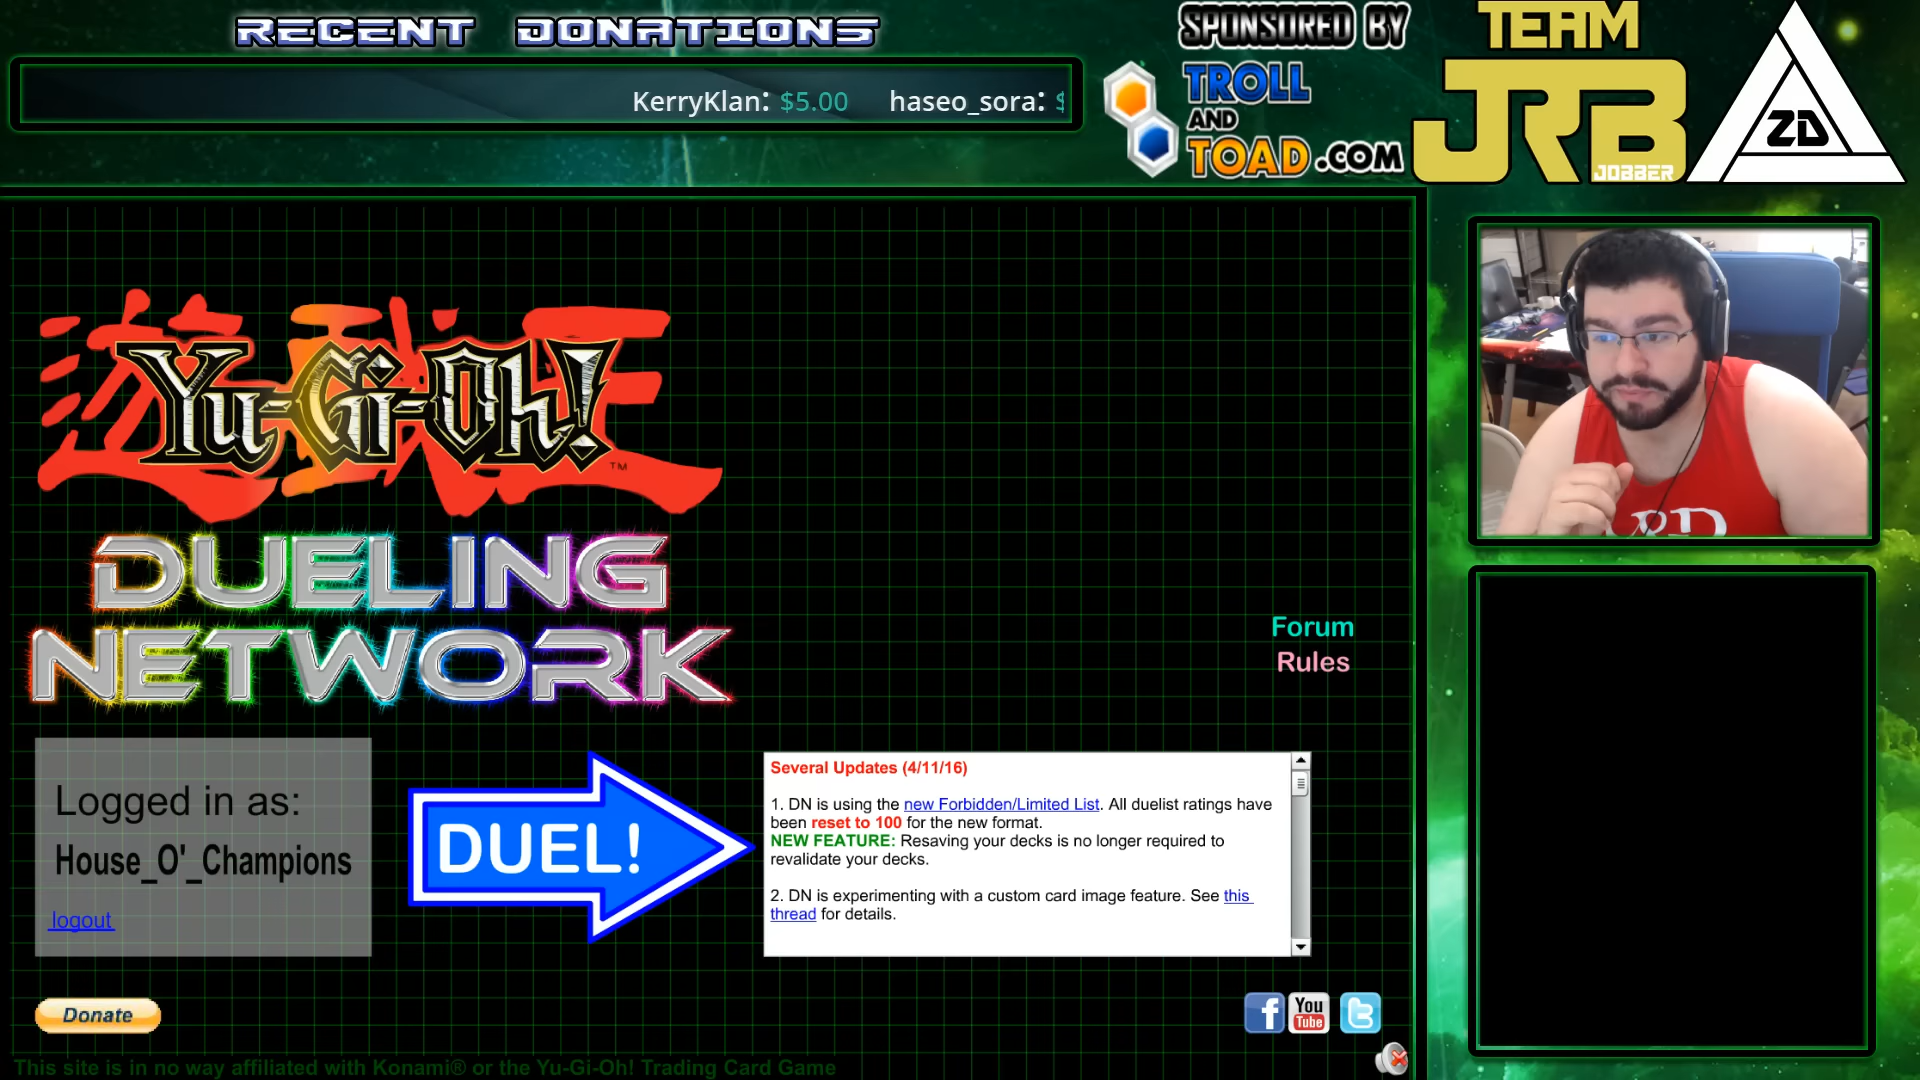 RECENT DONATIONS
KerryKlan: $5.00 haseo_sora: $
SPONSORED BY
TROLL
AND
TOAD.COM
TEAM
JRB
JOBBER
ZD
遊戯王
Yu-Gi-Oh!
™
DUELING
NETWORK
Forum
Rules
Logged in as:
House_O'_Champions
logout
DUEL!
Several Updates (4/11/16)
1. DN is using the new Forbidden/Limited List. All duelist ratings have
been reset to 100 for the new format.
NEW FEATURE: Resaving your decks is no longer required to
revalidate your decks.
2. DN is experimenting with a custom card image feature. See this
thread for details.
Donate
f
You
Tube
t
This site is in no way affiliated with Konami® or the Yu-Gi-Oh! Trading Card Game